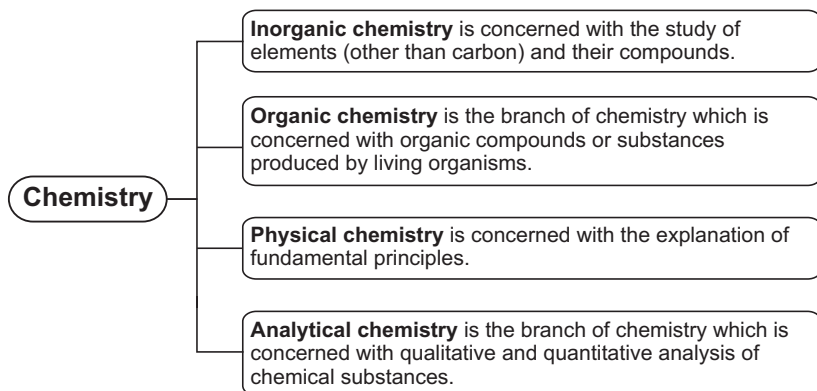 Inorganic chemistry is concerned with the study of
elements (other than carbon) and their compounds.
Organic chemistry is the branch of chemistry which is
concerned with organic compounds or substances
produced by living organisms.
Chemistry
Physical chemistry is concerned with the explanation of
fundamental principles.
Analytical chemistry is the branch of chemistry which is
concerned with qualitative and quantitative analysis of
chemical substances.